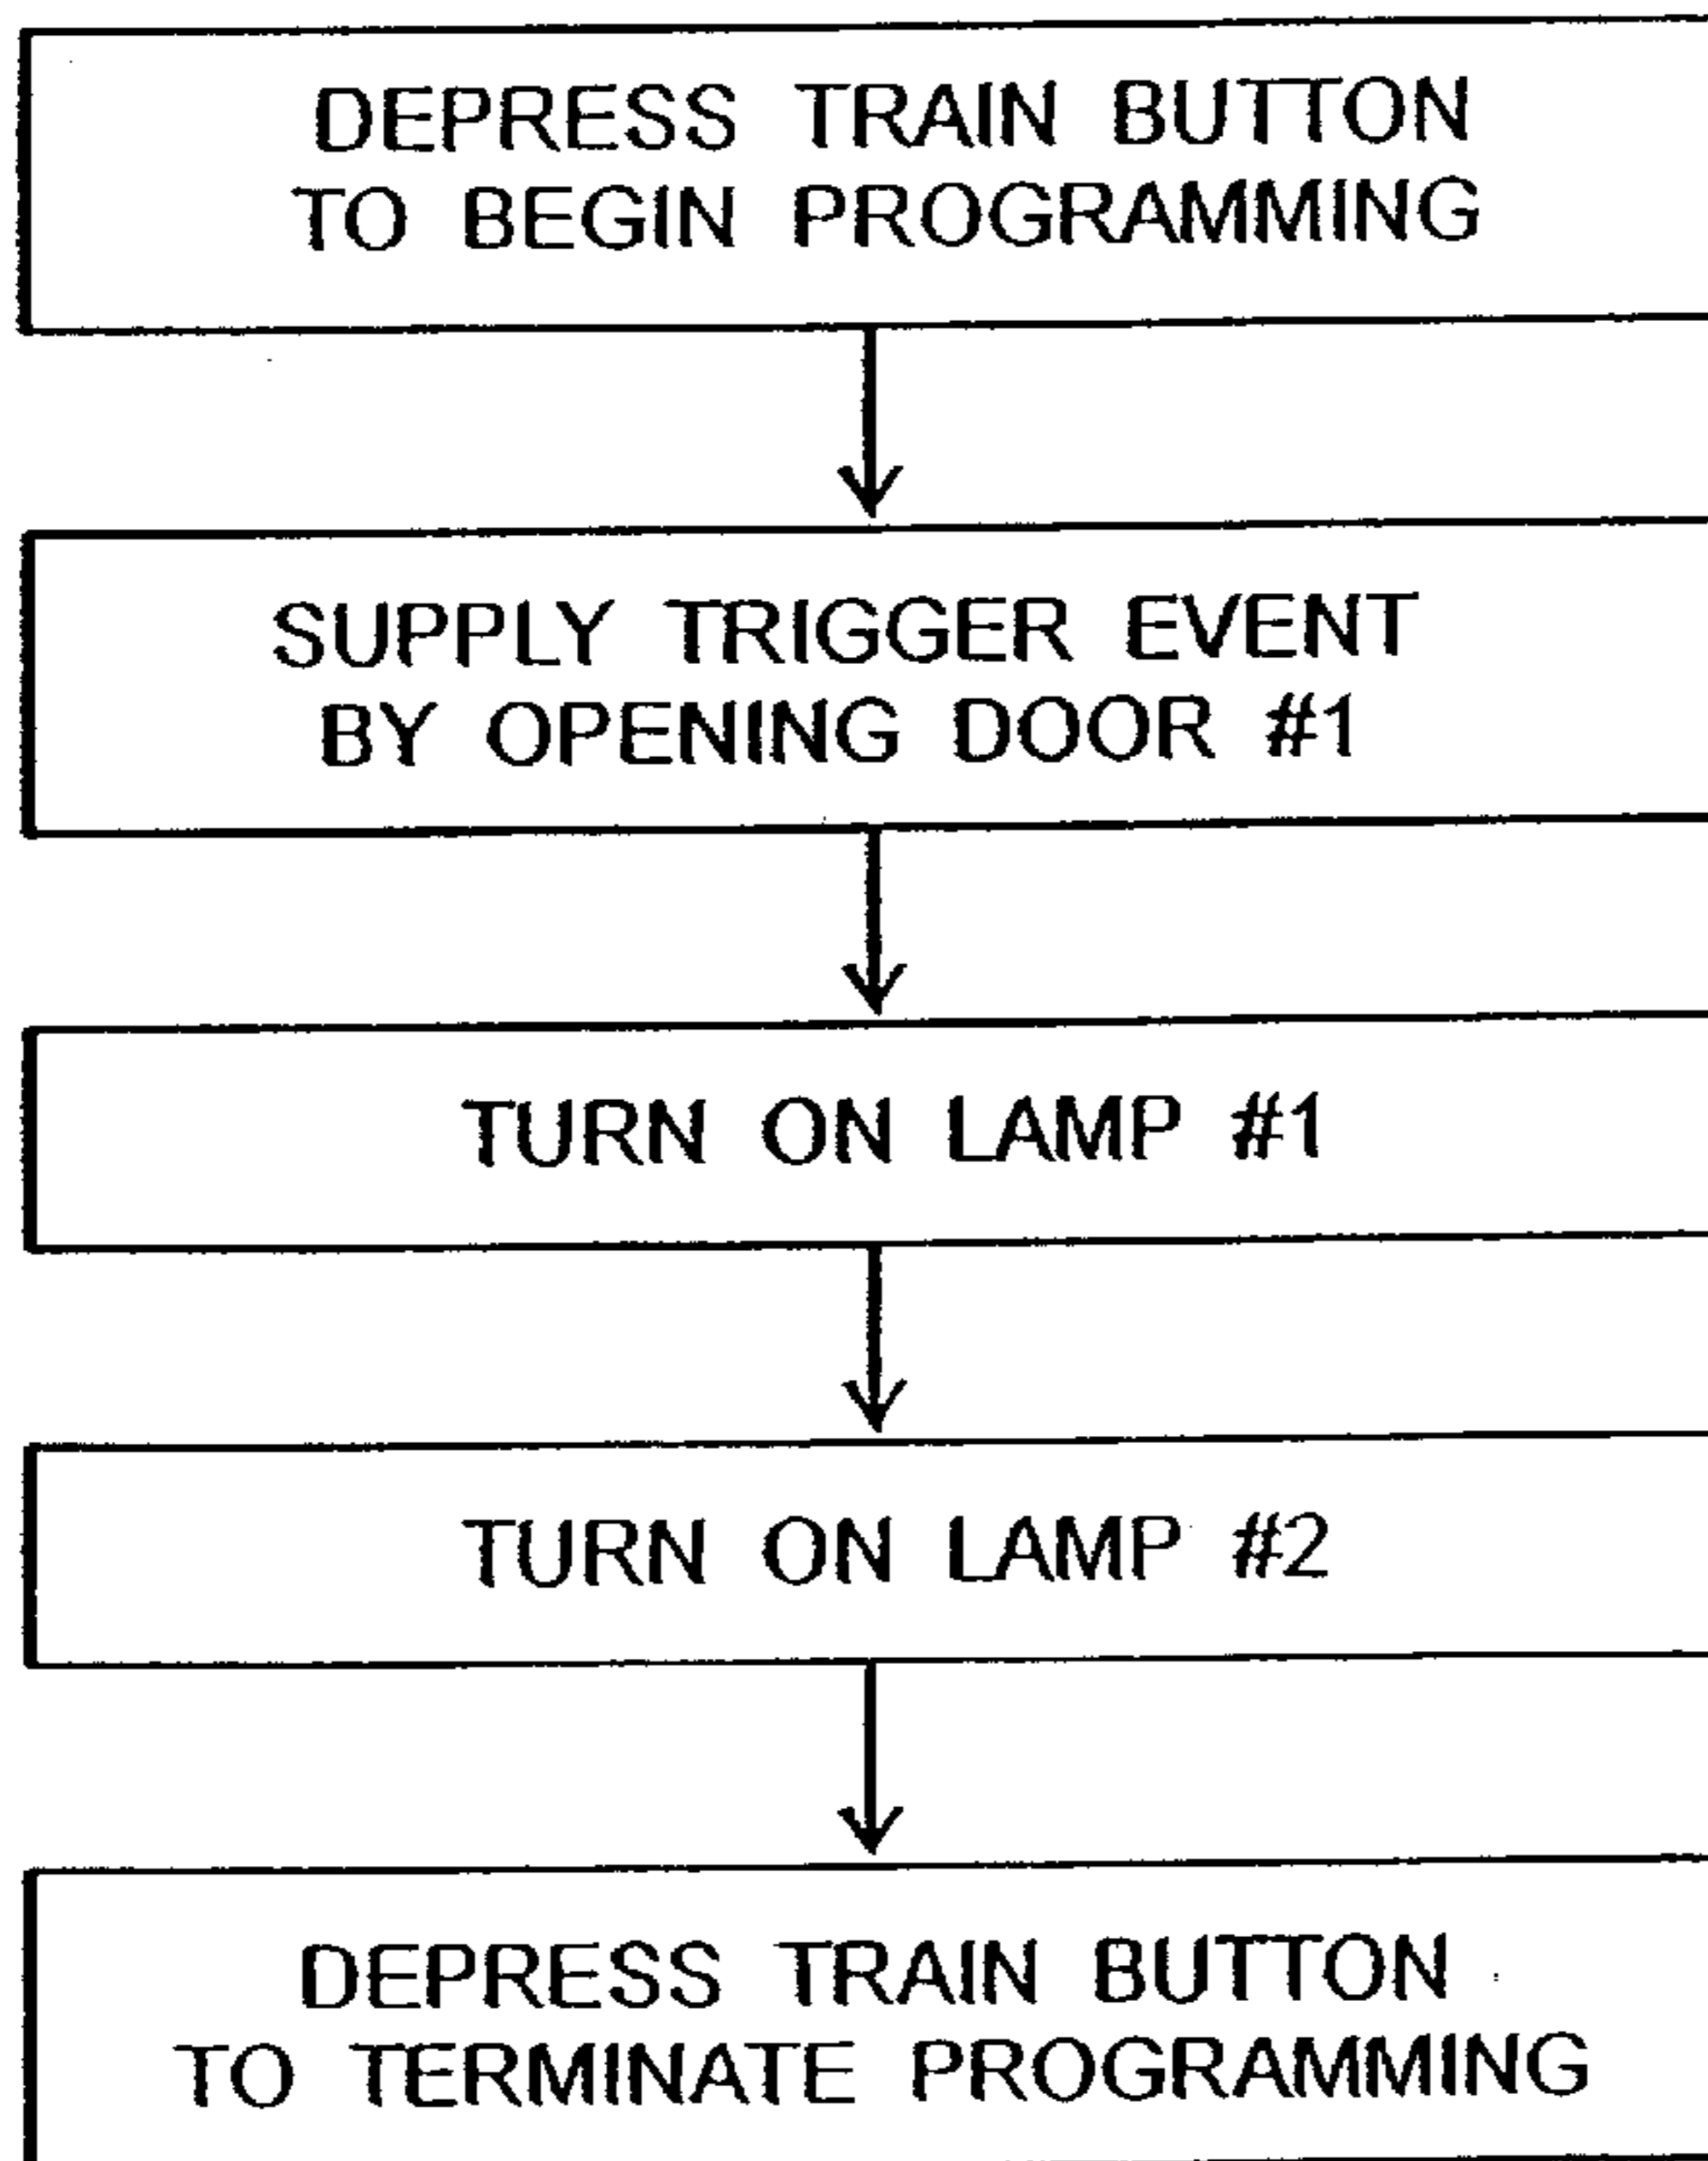 DEPRESS TRAIN BUTTON
TO BEGIN PROGRAMMING
SUPPLY TRIGGER EVENT
BY OPENING DOOR #1
TURN ON LAMP #1
TURN ON LAMP #2
DEPRESS TRAIN BUTTON
TO TERMINATE PROGRAMMING